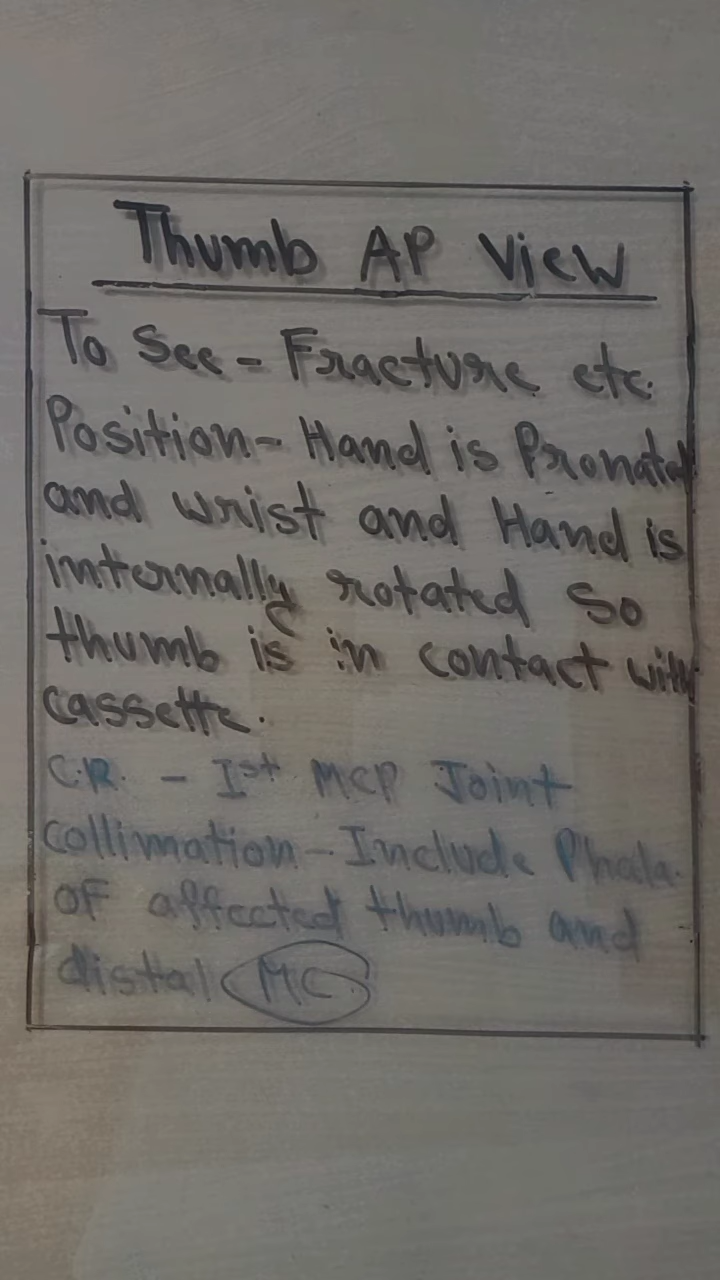 Thumb AP View
To See - Fracture etc.
Position - Hand is Pronated
and wrist and Hand is
internally rotated So
thumb is in contact with
cassette.
C.R. - Ist MCP Joint
Collimation - Include Phala.
of affected thumb and
distal MC.